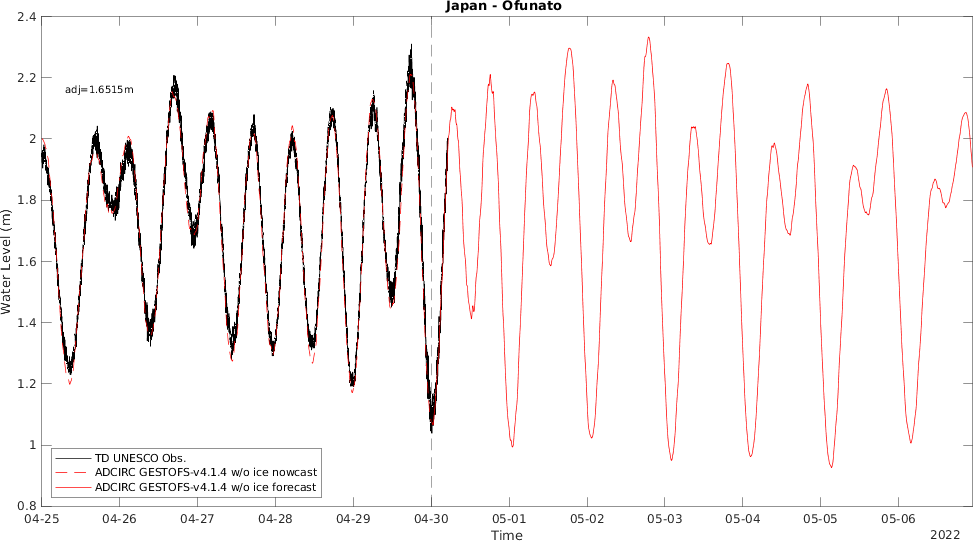 Japan - Ofunato
2.4
2.2
2
1.8
1.6
1.4
1.2
1
0.8
Water Level (m)
adj=1.6515m
TD UNESCO Obs.
ADCIRC GESTOFS-v4.1.4 w/o ice nowcast
ADCIRC GESTOFS-v4.1.4 w/o ice forecast
04-25 04-26 04-27 04-28 04-29 04-30 05-01 05-02 05-03 05-04 05-05 05-06
Time
2022